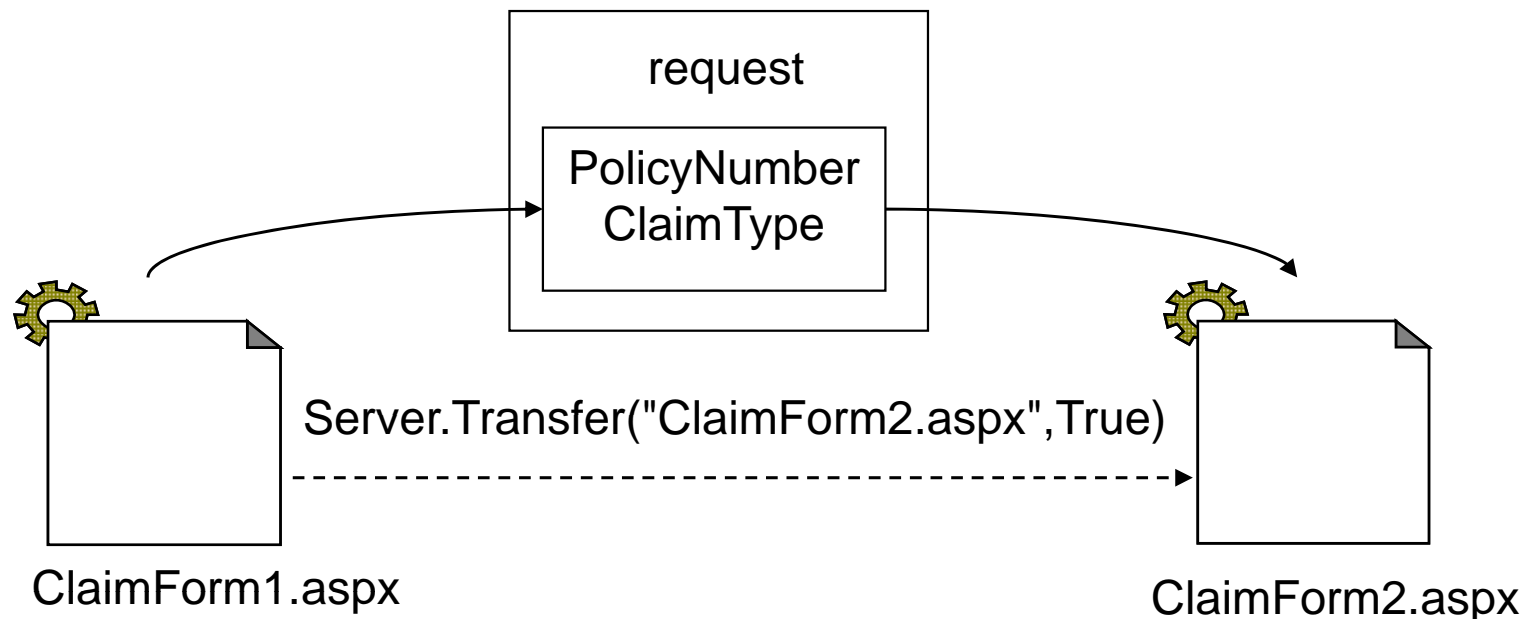 request
PolicyNumber
ClaimType
Server.Transfer("ClaimForm2.aspx",True)
ClaimForm1.aspx
ClaimForm2.aspx